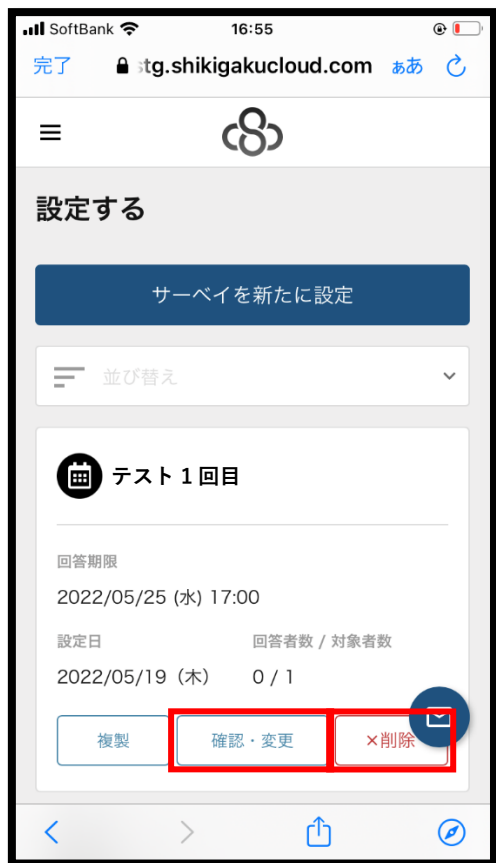 SoftBank 16:55
完了 stg.shikigakucloud.com ぁあ
設定する
サーベイを新たに設定
並び替え
テスト１回目
回答期限
2022/05/25 (水) 17:00
設定日 回答者数 / 対象者数
2022/05/19（木） 0 / 1
複製 確認・変更 ×削除